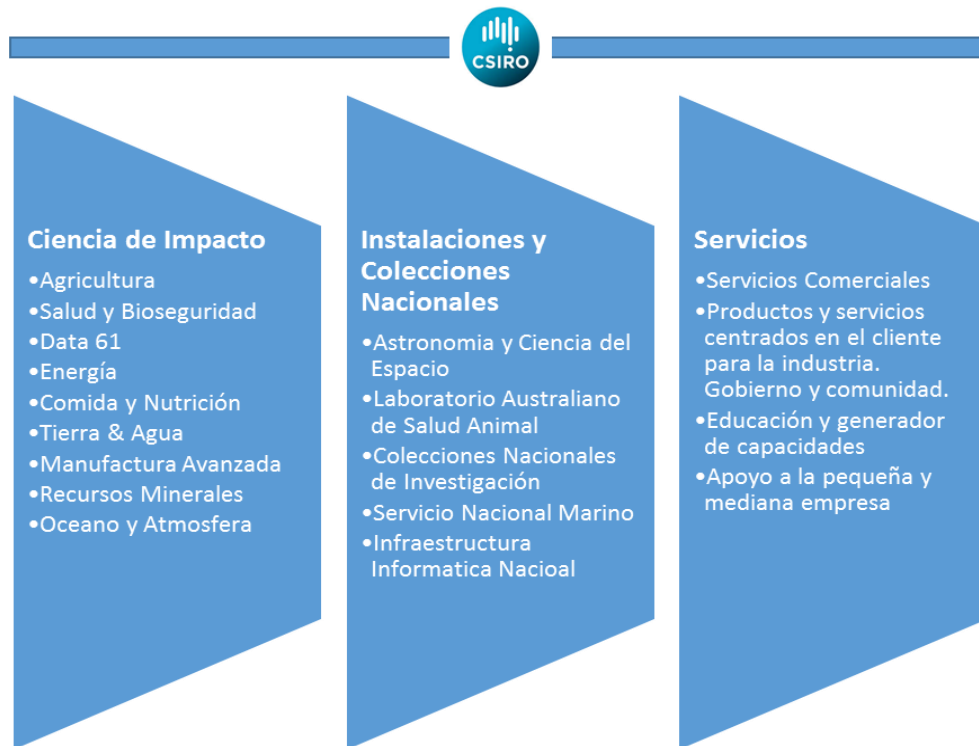 CSIRO
Ciencia de Impacto
•Agricultura
•Salud y Bioseguridad
•Data 61
•Energía
•Comida y Nutrición
•Tierra & Agua
•Manufactura Avanzada
•Recursos Minerales
•Oceano y Atmosfera
Instalaciones y
Colecciones
Nacionales
•Astronomia y Ciencia del
Espacio
•Laboratorio Australiano
de Salud Animal
•Colecciones Nacionales
de Investigación
•Servicio Nacional Marino
•Infraestructura
Informatica Nacioal
Servicios
•Servicios Comerciales
•Productos y servicios
centrados en el cliente
para la industria.
Gobierno y comunidad.
•Educación y generador
de capacidades
•Apoyo a la pequeña y
mediana empresa